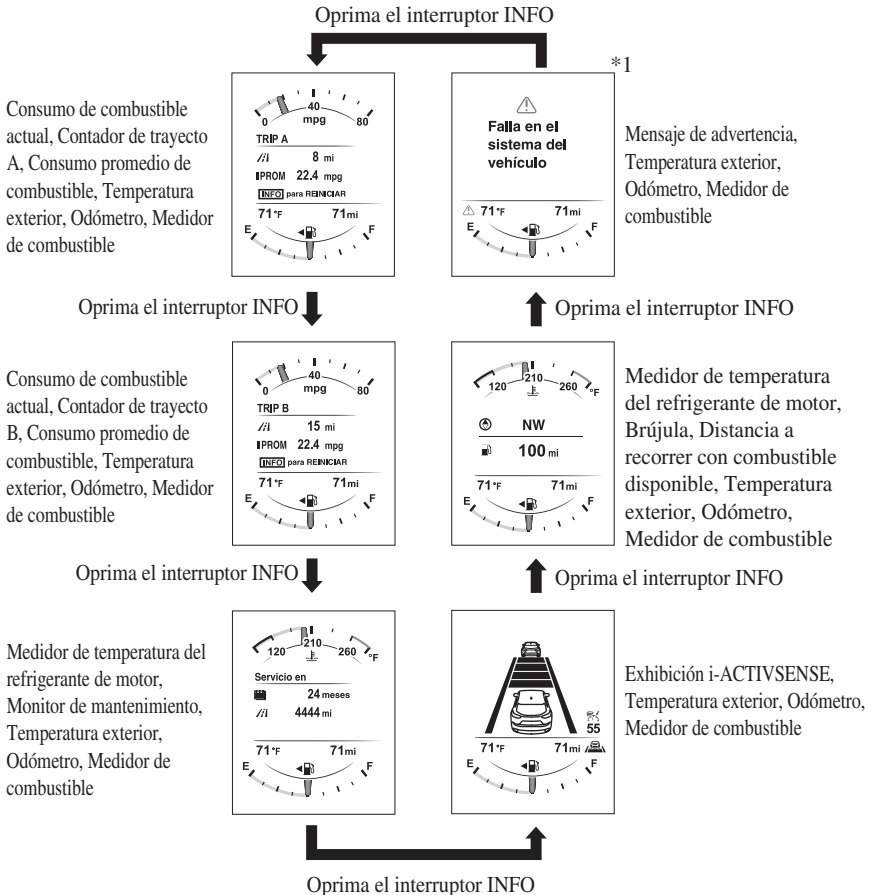 Oprima el interruptor INFO
Consumo de combustible
actual, Contador de trayecto
A, Consumo promedio de
combustible, Temperatura
exterior, Odómetro, Medidor
de combustible
0 40 80
mpg
TRIP A
8 mi
PROM 22.4 mpg
INFO para REINICIAR
71°F 71mi
E F
*1
Falla en el
sistema del
vehículo
71°F 71mi
E F
Mensaje de advertencia,
Temperatura exterior,
Odómetro, Medidor de
combustible
Oprima el interruptor INFO
Oprima el interruptor INFO
Consumo de combustible
actual, Contador de trayecto
B, Consumo promedio de
combustible, Temperatura
exterior, Odómetro, Medidor
de combustible
0 40 80
mpg
TRIP B
15 mi
PROM 22.4 mpg
INFO para REINICIAR
71°F 71mi
E F
120 210 260 °F
NW
100 mi
71°F 71mi
E F
Medidor de temperatura
del refrigerante de motor,
Brújula, Distancia a
recorrer con combustible
disponible, Temperatura
exterior, Odómetro,
Medidor de combustible
Oprima el interruptor INFO
Oprima el interruptor INFO
Medidor de temperatura del
refrigerante de motor,
Monitor de mantenimiento,
Temperatura exterior,
Odómetro, Medidor de
combustible
120 210 260 °F
Servicio en
24 meses
4444 mi
71°F 71mi
E F
55
71°F 71mi
E F
Exhibición i-ACTIVSENSE,
Temperatura exterior, Odómetro,
Medidor de combustible
Oprima el interruptor INFO